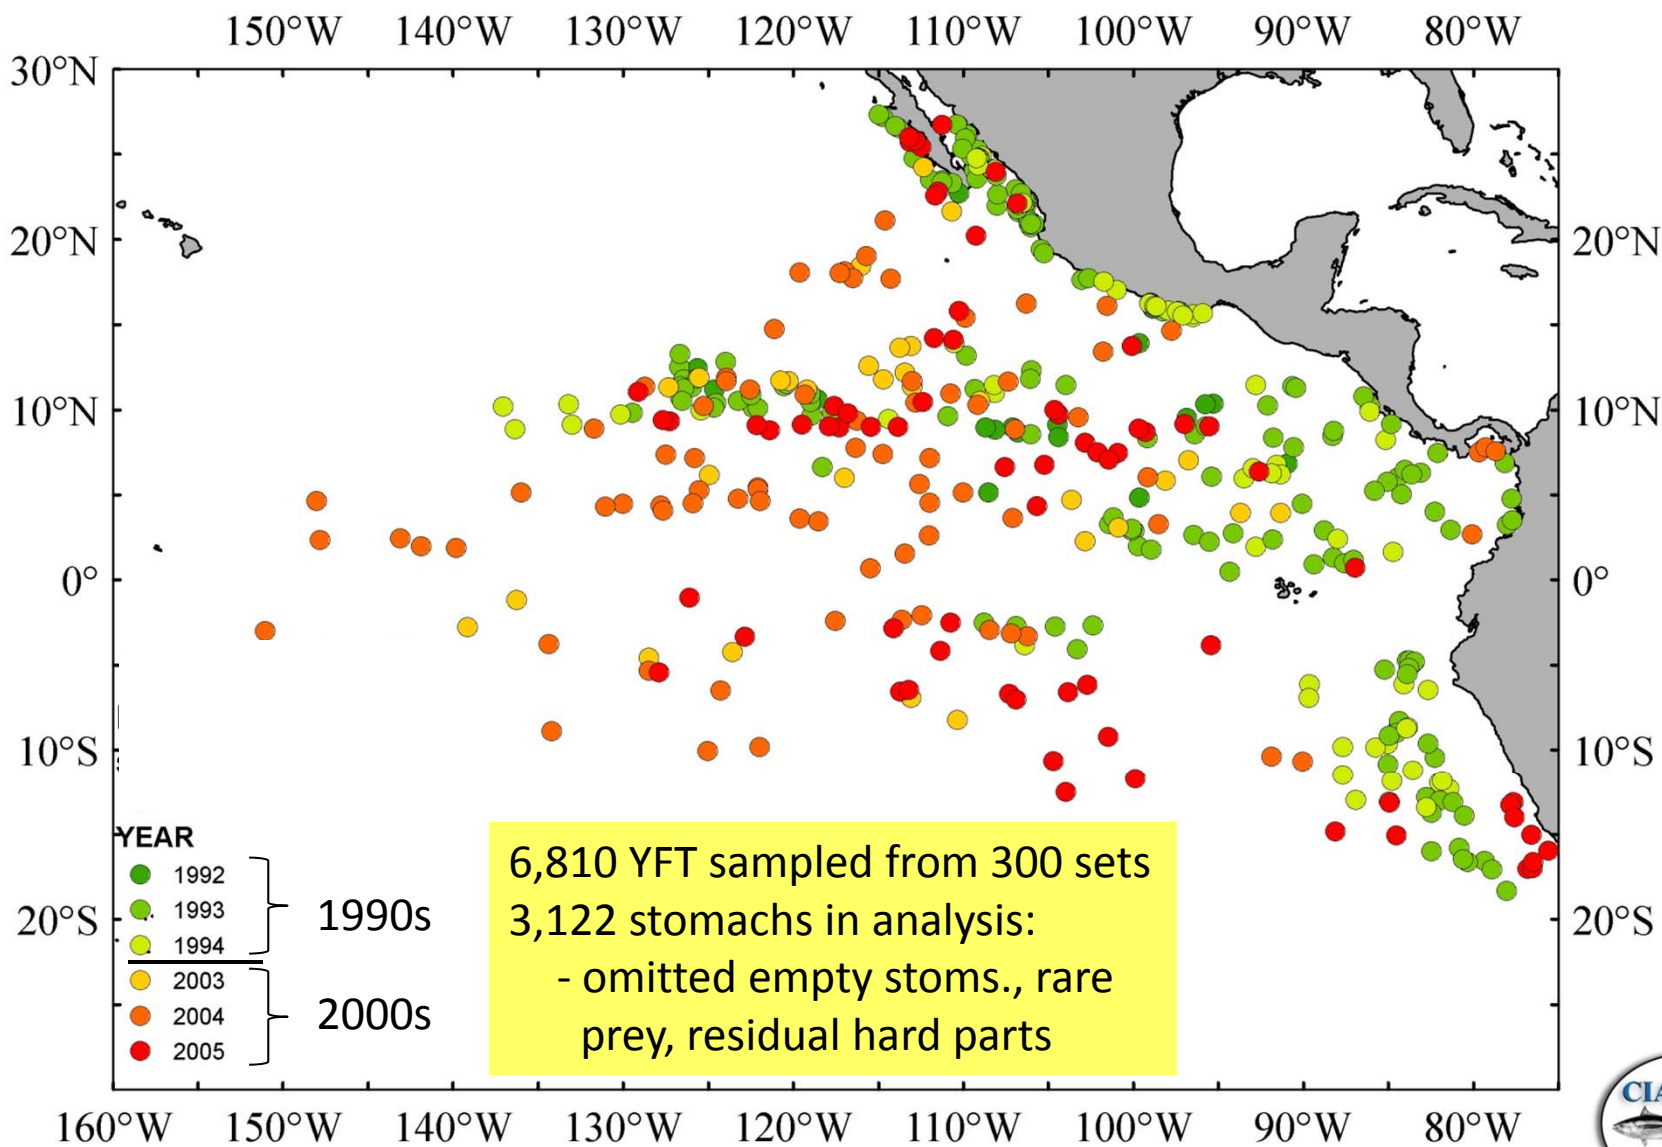 150°W 140°W 130°W 120°W 110°W 100°W 90°W 80°W
30°N
20°N 20°N
10°N 10°N
0° 0°
10°S 10°S
20°S 20°S
YEAR
1992
1993
1994
1990s
2003
2004
2005
2000s
6,810 YFT sampled from 300 sets
3,122 stomachs in analysis:
- omitted empty stoms., rare
prey, residual hard parts
160°W 150°W 140°W 130°W 120°W 110°W 100°W 90°W 80°W